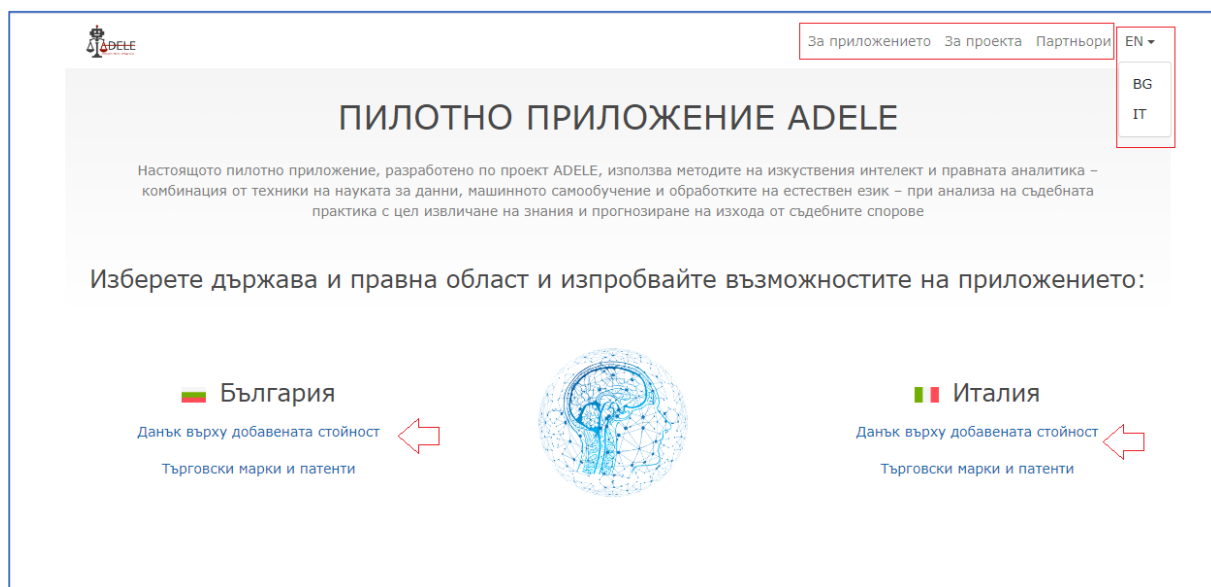 ADELE
За приложението За проекта Партньори EN
BG
IT
ПИЛОТНО ПРИЛОЖЕНИЕ ADELE
Настоящото пилотно приложение, разработено по проект ADELE, използва методите на изкуствения интелект и правната аналитика –
комбинация от техники на науката за данни, машинното самообучение и обработките на естествен език – при анализа на съдебната
практика с цел извличане на знания и прогнозиране на изхода от съдебните спорове
Изберете държава и правна област и изпробвайте възможностите на приложението:
България
Данък върху добавената стойност
Търговски марки и патенти
Италия
Данък върху добавената стойност
Търговски марки и патенти